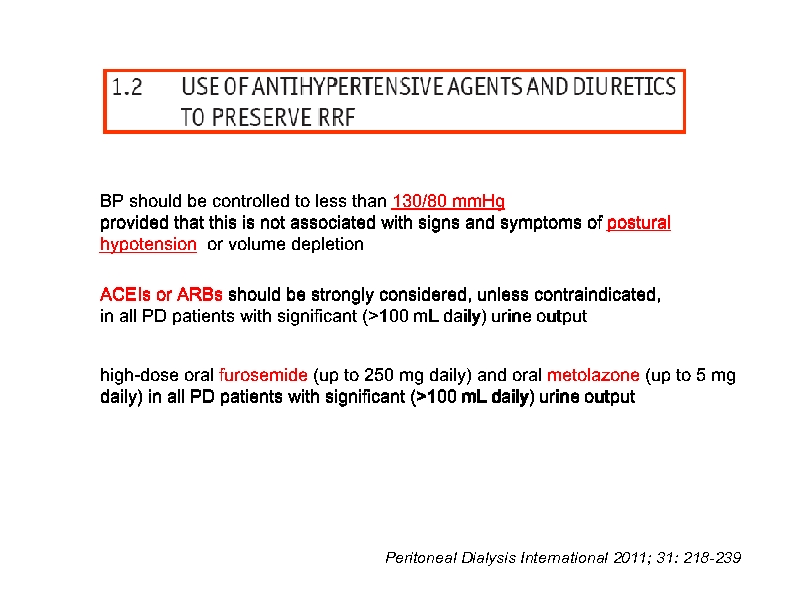 1.2 USE OF ANTIHYPERTENSIVE AGENTS AND DIURETICS
TO PRESERVE RRF
BP should be controlled to less than 130/80 mm.Hg
provided that this is not associated with signs and symptoms of postural
hypotension or volume depletion
ACEIs or ARBs should be strongly considered, unless contraindicated,
in all PD patients with significant (>100 mL daily) urine output
high-dose oral furosemide (up to 250 mg daily) and oral metolazone (up to 5 mg
daily) in all PD patients with significant (>100 mL daily) urine output
Peritoneal Dialysis International 2011; 31: 218-239